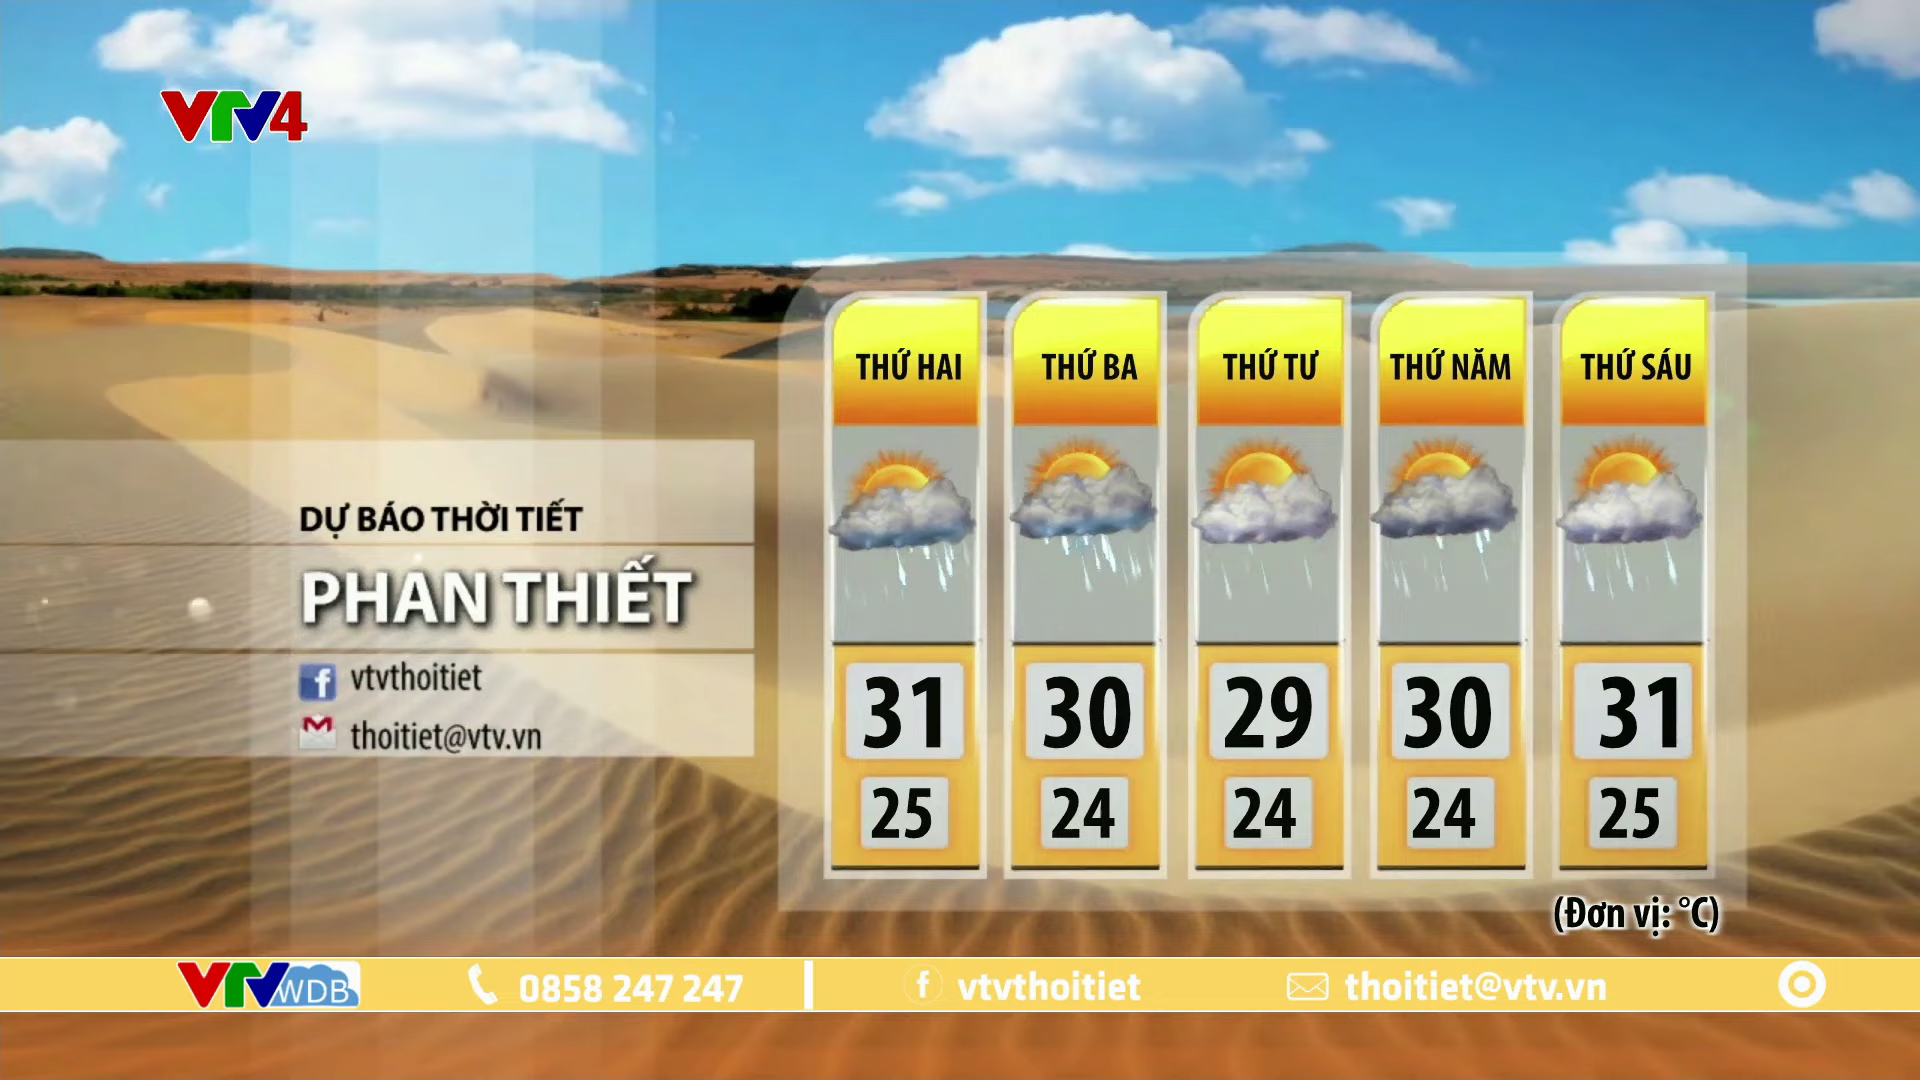 VTV4
THỨ HAI THỨ BA THỨ TƯ THỨ NĂM THỨ SÁU
DỰ BÁO THỜI TIẾT
PHAN THIẾT
vtvthoitiet
thoitiet@vtv.vn
31 30 29 30 31
25 24 24 24 25
(Đơn vị: °C)
VTV WDB 0858 247 247 vtvthoitiet thoitiet@vtv.vn